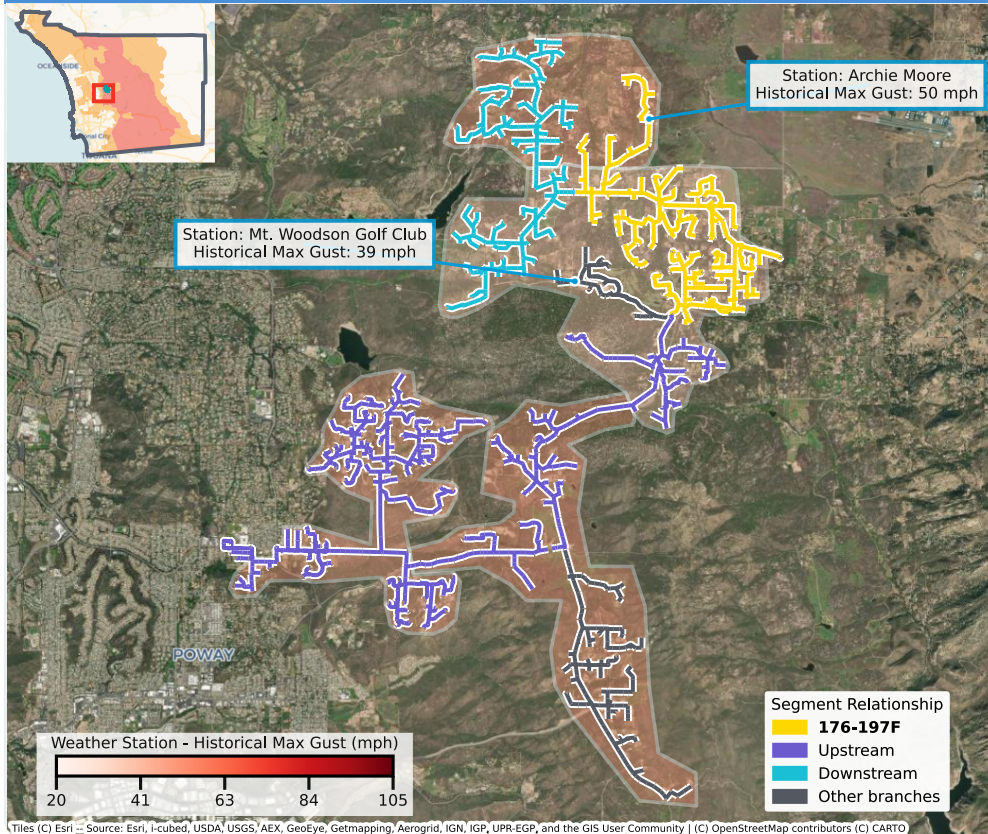 OCEANSIDE
TIJUANA
Station: Archie Moore
Historical Max Gust: 50 mph
Station: Mt. Woodson Golf Club
Historical Max Gust: 39 mph
POWAY
Segment Relationship
176-197F
Upstream
Downstream
Other branches
Weather Station - Historical Max Gust (mph)
20 41 63 84 105
Tiles (C) Esri -- Source: Esri, i-cubed, USDA, USGS, AEX, GeoEye, Getmapping, Aerogrid, IGN, IGP, UPR-EGP, and the GIS User Community | (C) OpenStreetMap contributors (C) CARTO